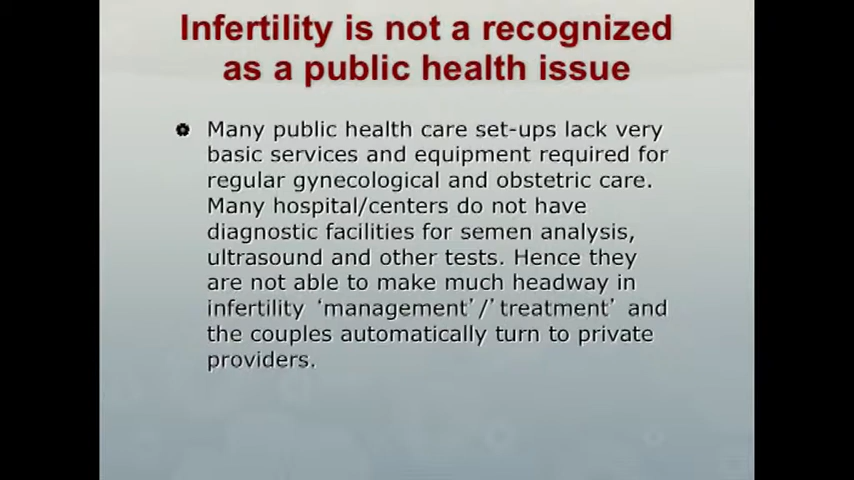 Infertility is not a recognized
as a public health issue
Many public health care set-ups lack very
basic services and equipment required for
regular gynecological and obstetric care.
Many hospital/centers do not have
diagnostic facilities for semen analysis,
ultrasound and other tests. Hence they
are not able to make much headway in
infertility ‘management’/’treatment’ and
the couples automatically turn to private
providers.